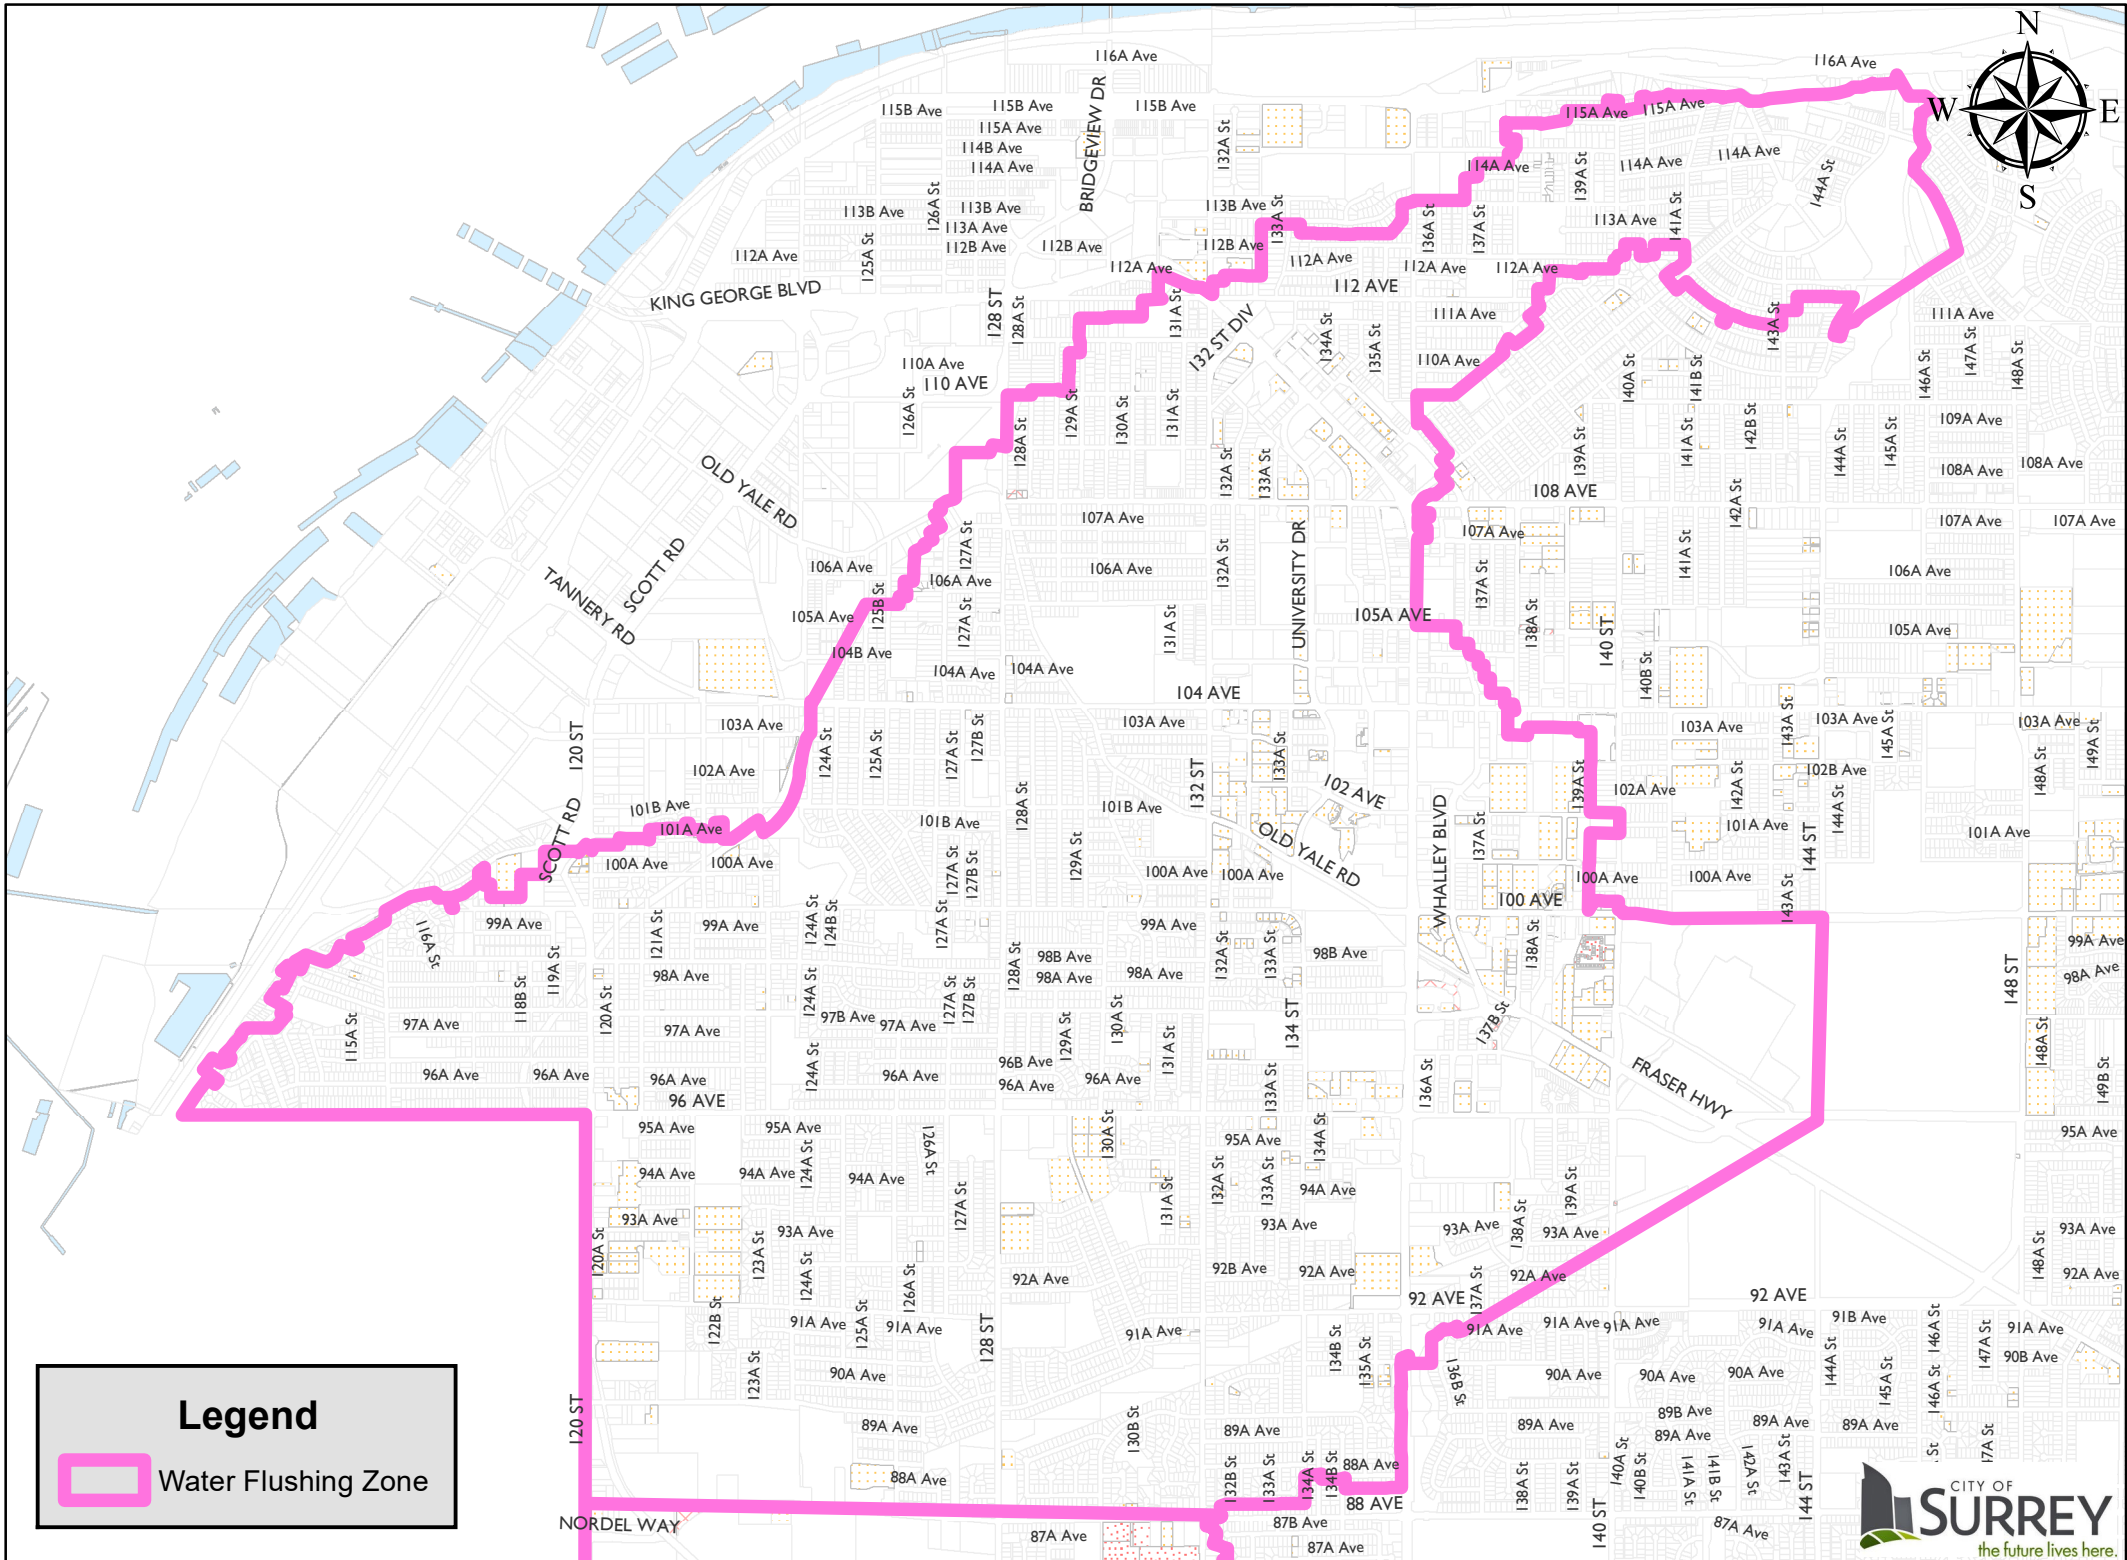 N
W
E
S
116A Ave
116A Ave
115B Ave
115B Ave
115B Ave
115A Ave
115A Ave
115A Ave
114B Ave
114A Ave
114A Ave
114A Ave
114A Ave
BRIDGEVIEW DR
132A St
139A St
144A St
126A St
113B Ave
113B Ave
113B Ave
113A Ave
113A Ave
133A St
136A St
137A St
141A St
112B Ave
112B Ave
112B Ave
112A Ave
125A St
112A Ave
112A Ave
112A Ave
112A Ave
112 AVE
KING GEORGE BLVD
128 ST
128A St
131A St
132 ST DIV
134A St
135A St
111A Ave
111A Ave
143A St
110A Ave
110A Ave
110 AVE
140A St
141B St
146A St
147A St
148A St
126A St
128A St
129A St
130A St
131A St
109A Ave
139A St
141A St
142B St
144A St
145A St
OLD YALE RD
132A St
133A St
108A Ave
108A Ave
108 AVE
142A St
107A Ave
107A Ave
107A Ave
107A Ave
127A St
UNIVERSITY DR
SCOTT RD
TANNERY RD
106A Ave
106A Ave
106A Ave
106A Ave
132A St
137A St
141A St
105A Ave
125B St
127A St
131A St
105A AVE
138A St
140 ST
105A Ave
104B Ave
104A Ave
104A Ave
104 AVE
140B St
120 ST
103A Ave
103A Ave
103A Ave
143A St
103A Ave
145A St
103A Ave
149A St
124A St
125A St
127A St
127B St
132 ST
133A St
102A Ave
102 AVE
139A St
102A Ave
142A St
102B Ave
148A St
SCOTT RD
101B Ave
101A Ave
101B Ave
128A St
101B Ave
OLD YALE RD
WHALLEY BLVD
137A St
101A Ave
144A St
144 ST
101A Ave
100A Ave
100A Ave
127A St
127B St
129A St
100A Ave
100A Ave
100 AVE
100A Ave
100A Ave
143A St
116A St
99A Ave
119A St
121A St
99A Ave
124A St
124B St
127A St
99A Ave
98B Ave
98A Ave
98A Ave
98A Ave
128A St
132A St
133A St
98B Ave
138A St
99A Ave
98A Ave
148 ST
118B St
120A St
124A St
97B Ave
97A Ave
127A St
127B St
97A Ave
97A Ave
115A St
129A St
130A St
131A St
134 ST
137B St
148A St
96A Ave
96A Ave
96A Ave
124A St
96A Ave
96B Ave
96A Ave
96A Ave
133A St
136A St
FRASER HWY
149B St
96 AVE
95A Ave
95A Ave
126A St
130A St
95A Ave
134A St
95A Ave
94A Ave
94A Ave
124A St
94A Ave
127A St
131A St
132A St
133A St
94A Ave
139A St
138A St
93A Ave
93A Ave
93A Ave
93A Ave
93A Ave
93A Ave
120A St
123A St
124A St
126A St
92A Ave
92B Ave
92A Ave
92A Ave
137A St
148A St
92A Ave
92 AVE
92 AVE
122B St
91A Ave
125A St
91A Ave
128 ST
91A Ave
134B St
135A St
91A Ave
91A Ave
91A Ave
91A Ave
91B Ave
146A St
147A St
91A Ave
90B Ave
123A St
90A Ave
136B St
90A Ave
90A Ave
90A Ave
144A St
145A St
146A St
120 ST
89A Ave
130B St
89A Ave
89A Ave
89B Ave
89A Ave
89A Ave
89A Ave
88A Ave
132B St
133A St
134A St
134B St
88A Ave
88 AVE
138A St
139A St
140A St
140B St
141A St
141B St
142A St
143A St
144 ST
140 ST
NORDEL WAY
87A Ave
87B Ave
87A Ave
87A Ave
Legend
Water Flushing Zone
CITY OF
SURREY
the future lives here.